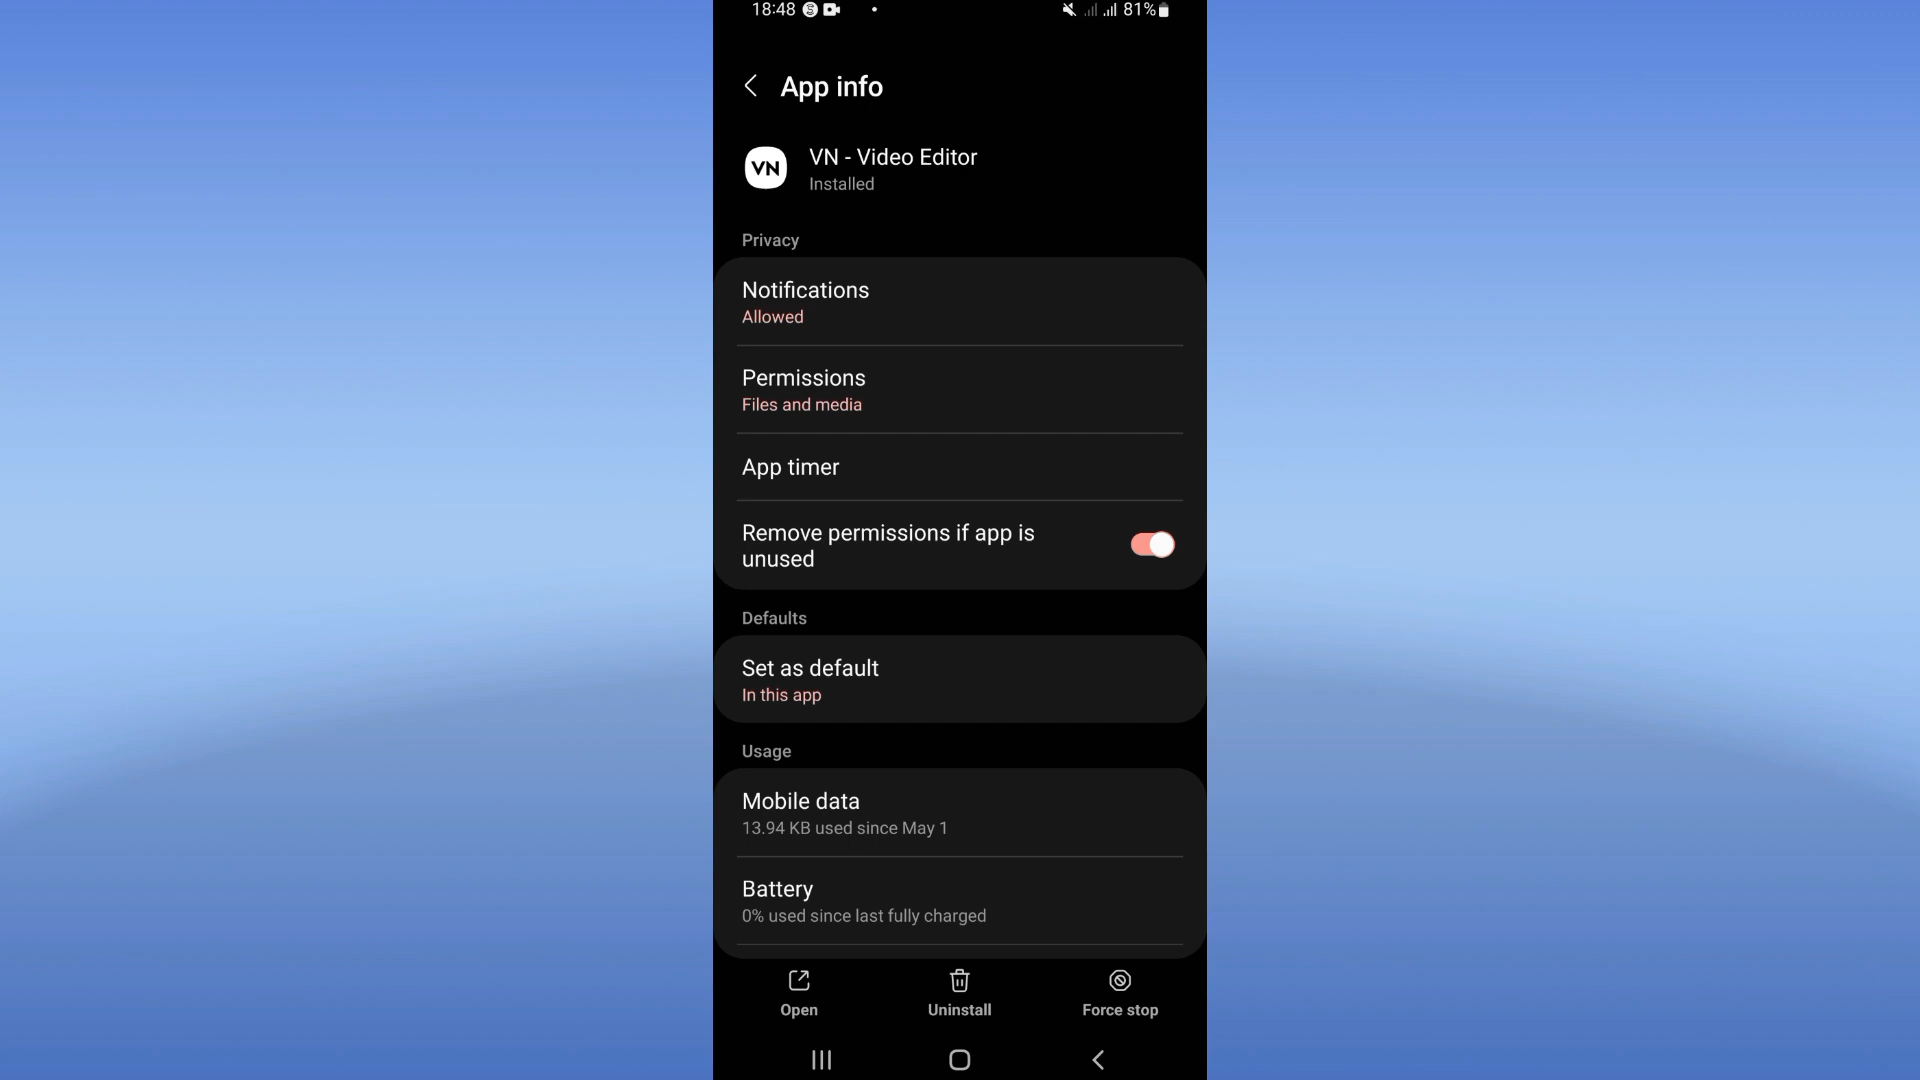 18:48 81%
App info
VN
VN - Video Editor
Installed
Privacy
Notifications
Allowed
Permissions
Files and media
App timer
Remove permissions if app is
unused
Defaults
Set as default
In this app
Usage
Mobile data
13.94 KB used since May 1
Battery
0% used since last fully charged
Open Uninstall Force stop